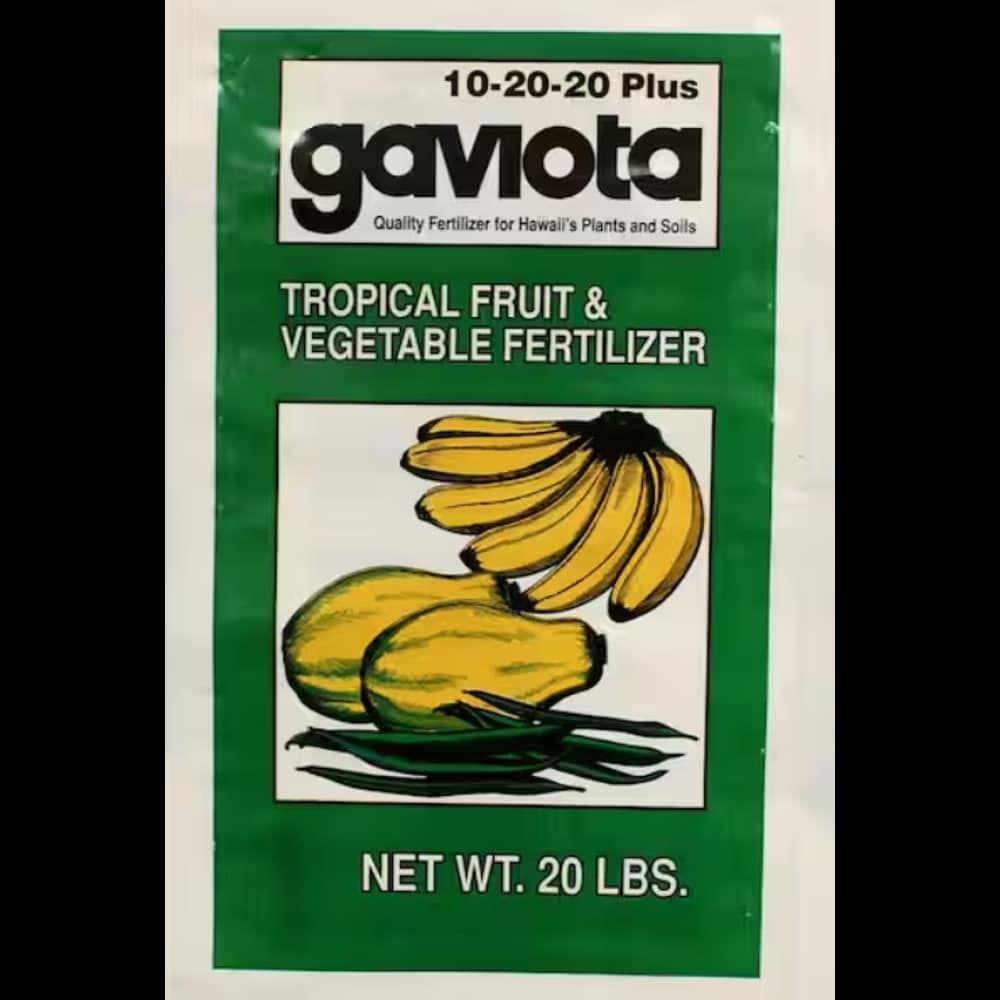 10-20-20 Plus
gaviota
Quality Fertilizer for Hawaii's Plants and Soils
TROPICAL FRUIT &
VEGETABLE FERTILIZER
NET WT. 20 LBS.